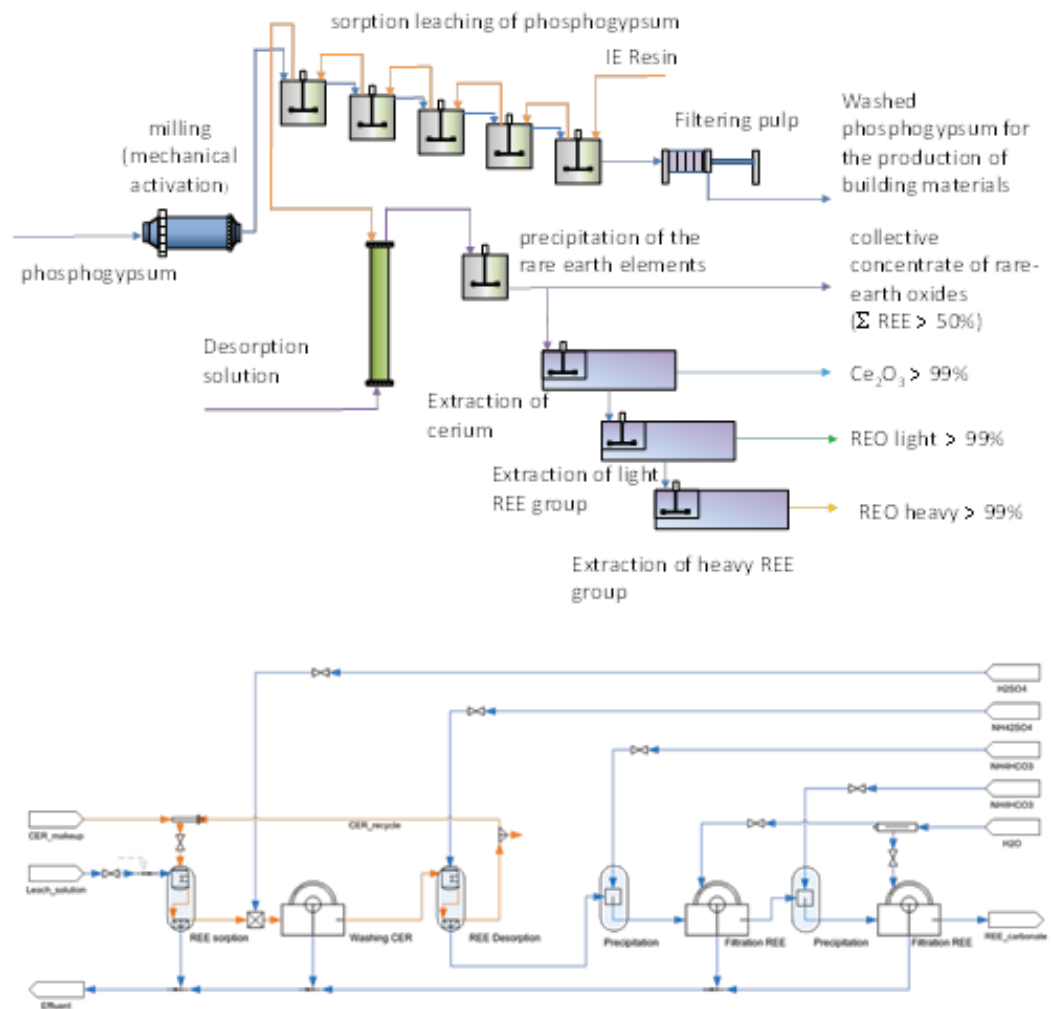 sorption leaching of phosphogypsum
IE Resin
milling
(mechanical
activation)
Filtering pulp
Washed
phosphogypsum for
the production of
building materials
phosphogypsum
precipitation of the
rare earth elements
collective
concentrate of rare-
earth oxides
(Σ REE > 50%)
Desorption
solution
Extraction of
cerium
Ce₂O₃ > 99%
Extraction of light
REE group
REO light > 99%
REO heavy > 99%
Extraction of heavy REE
group
H2SO4
NH42SO4
NH4HCO3
NH4HCO3
CER_makeup
CER_recycle
H2O
Leach_solution
REE sorption
Washing CER
REE Desorption
Precipitation
Filtration REE
Precipitation
Filtration REE
REE_carbonate
Effluent